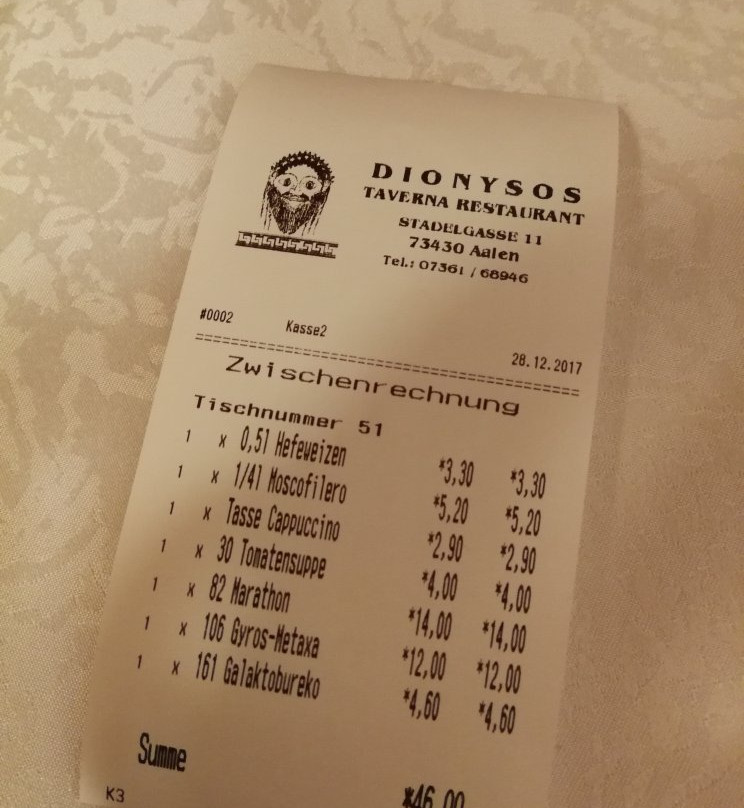 DIONYSOS
TAVERNA RESTAURANT
STADELGASSE 11
73430 Aalen
Tel.: 07361 / 68946
#0002 Kasse2 28.12.2017
Zwischenrechnung
Tischnummer 51
1 x 0,5l Hefeweizen *3,30 *3,30
1 x 1/4l Moscofilero *5,20 *5,20
1 x Tasse Cappuccino *2,90 *2,90
1 x 30 Tomatensuppe *4,00 *4,00
1 x 82 Marathon *14,00 *14,00
1 x 106 Gyros-Metaxa *12,00 *12,00
1 x 161 Galaktobureko *4,60 *4,60
Summe *46,00
K3